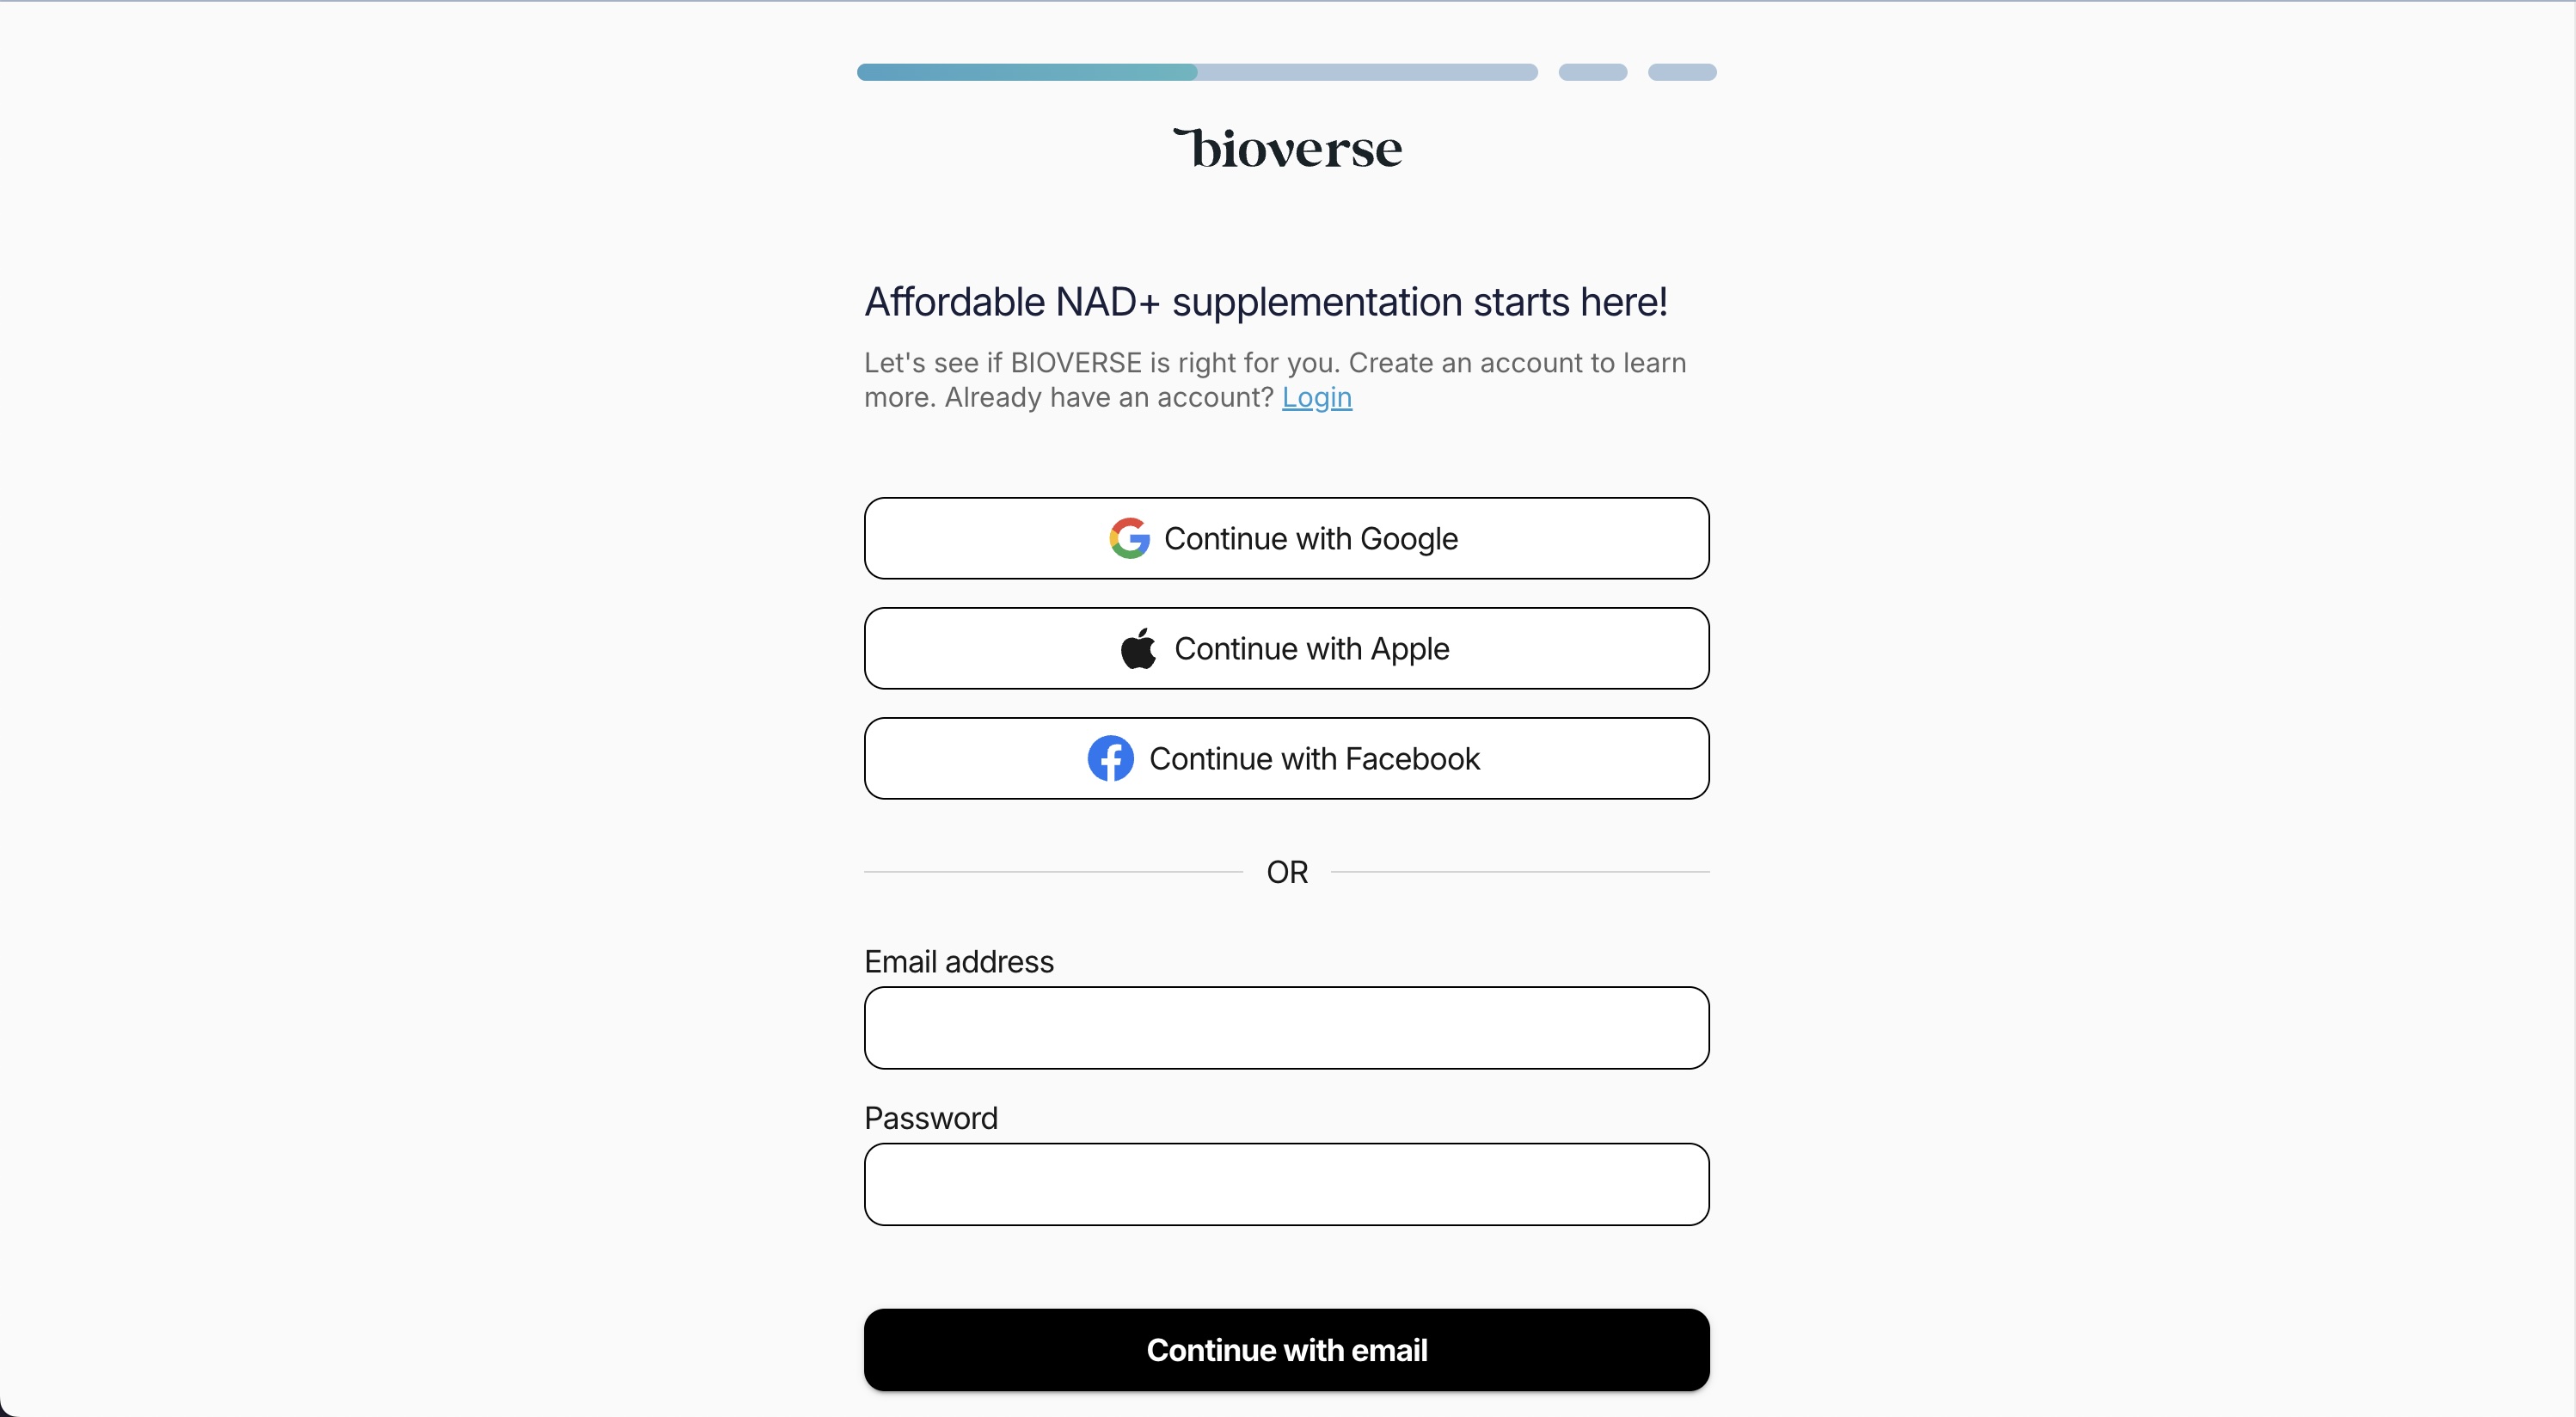 bioverse
Affordable NAD+ supplementation starts here!
Let's see if BIOVERSE is right for you. Create an account to learn
more. Already have an account? Login
Continue with Google
Continue with Apple
Continue with Facebook
OR
Email address
Password
Continue with email